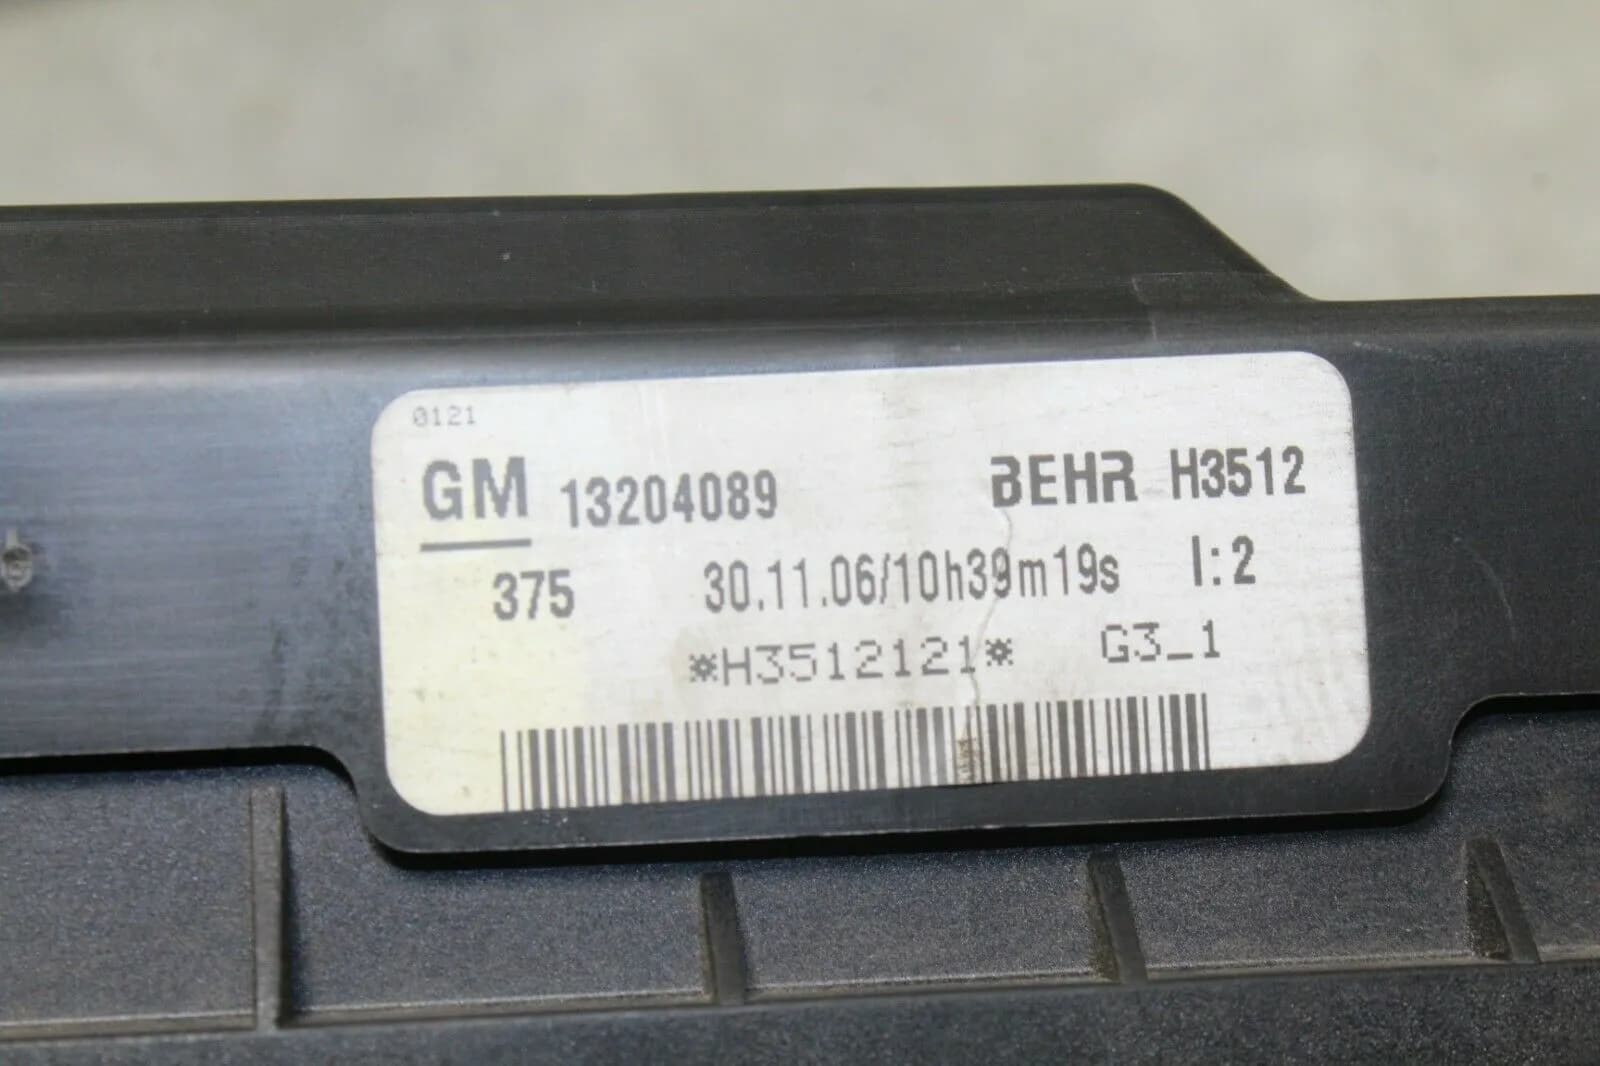 0121
GM 13204089 BEHR H3512
375 30.11.06/10h39m19s I:2
*H3512121* G3_1